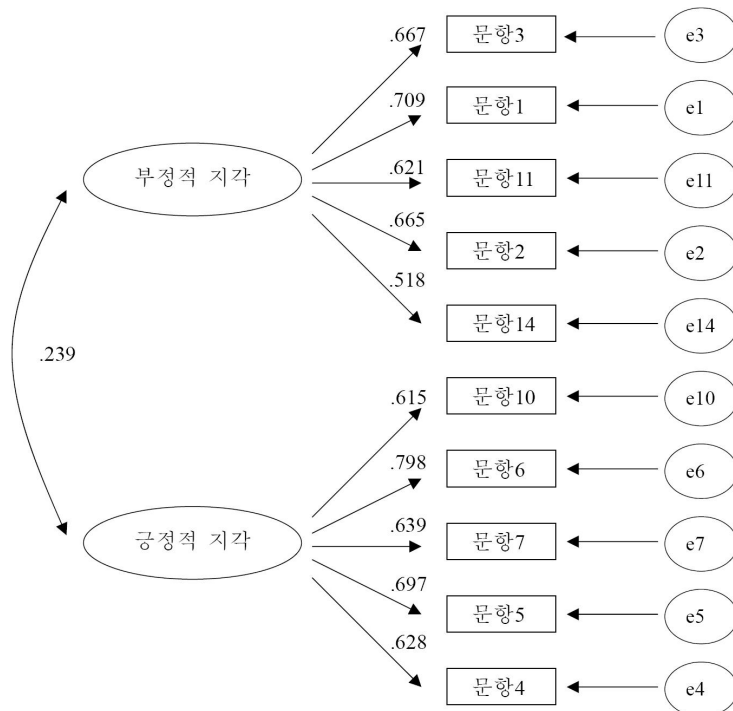 .667 문항3 e3
.709 문항1 e1
부정적 지각 .621 문항11 e11
.665 문항2 e2
.518 문항14 e14
.239
.615 문항10 e10
.798 문항6 e6
긍정적 지각 .639 문항7 e7
.697 문항5 e5
.628 문항4 e4